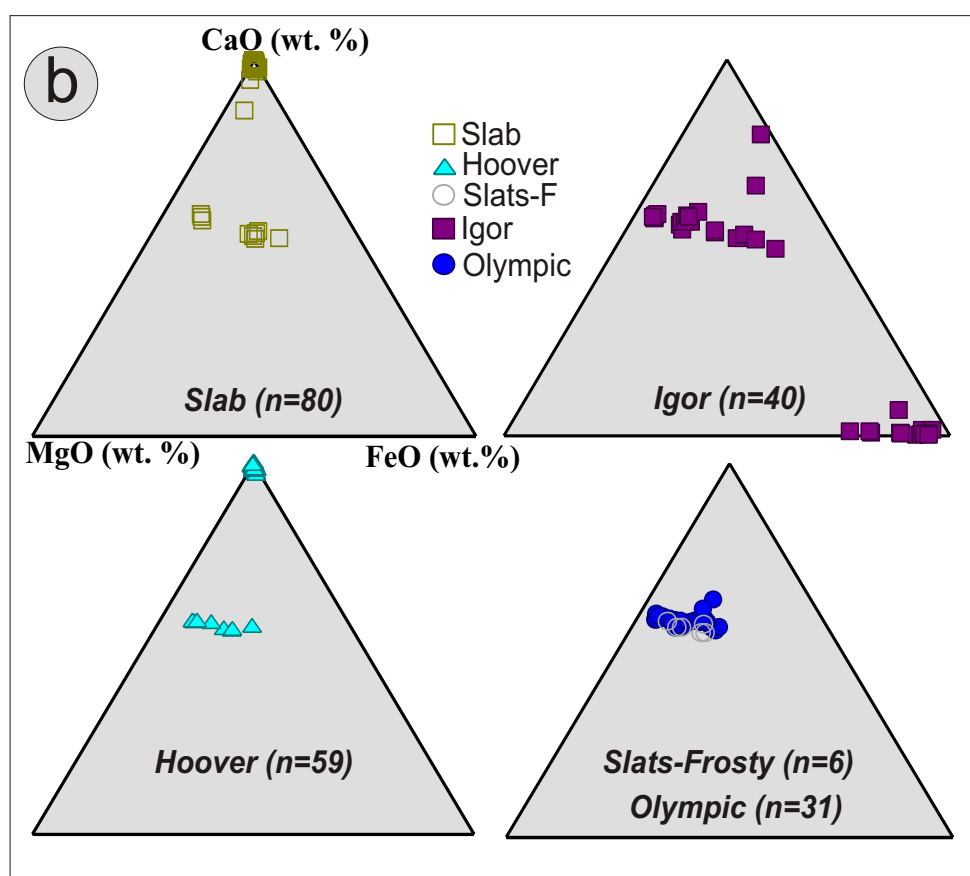 b
CaO (wt. %)
Slab
Hoover
Slats-F
Igor
Olympic
Slab (n=80)
Igor (n=40)
MgO (wt. %)
FeO (wt.%)
Hoover (n=59)
Slats-Frosty (n=6)
Olympic (n=31)